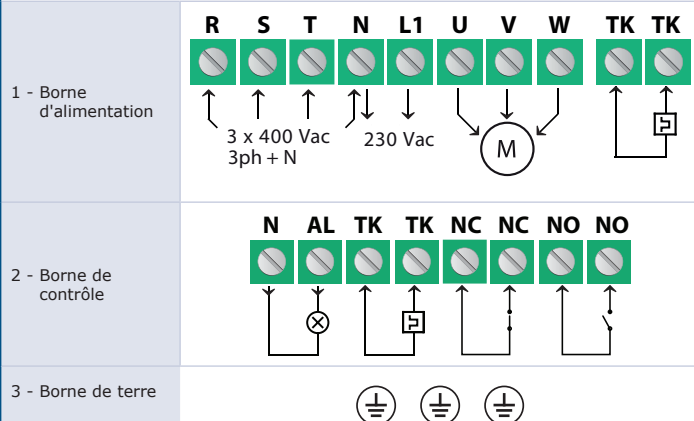 R S T N L1 U V W TK TK
1 - Borne
d'alimentation
3 x 400 Vac
3ph + N
230 Vac
M
N AL TK TK NC NC NO NO
2 - Borne de
contrôle
3 - Borne de terre